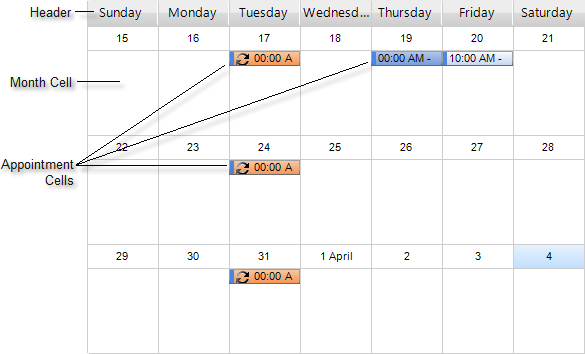 Header
Sunday Monday Tuesday Wednesd... Thursday Friday Saturday
15 16 17 18 19 20 21
00:00 A 00:00 AM - 10:00 AM -
Month Cell
22 23 24 25 26 27 28
Appointment
Cells
00:00 A
29 30 31 1 April 2 3 4
00:00 A